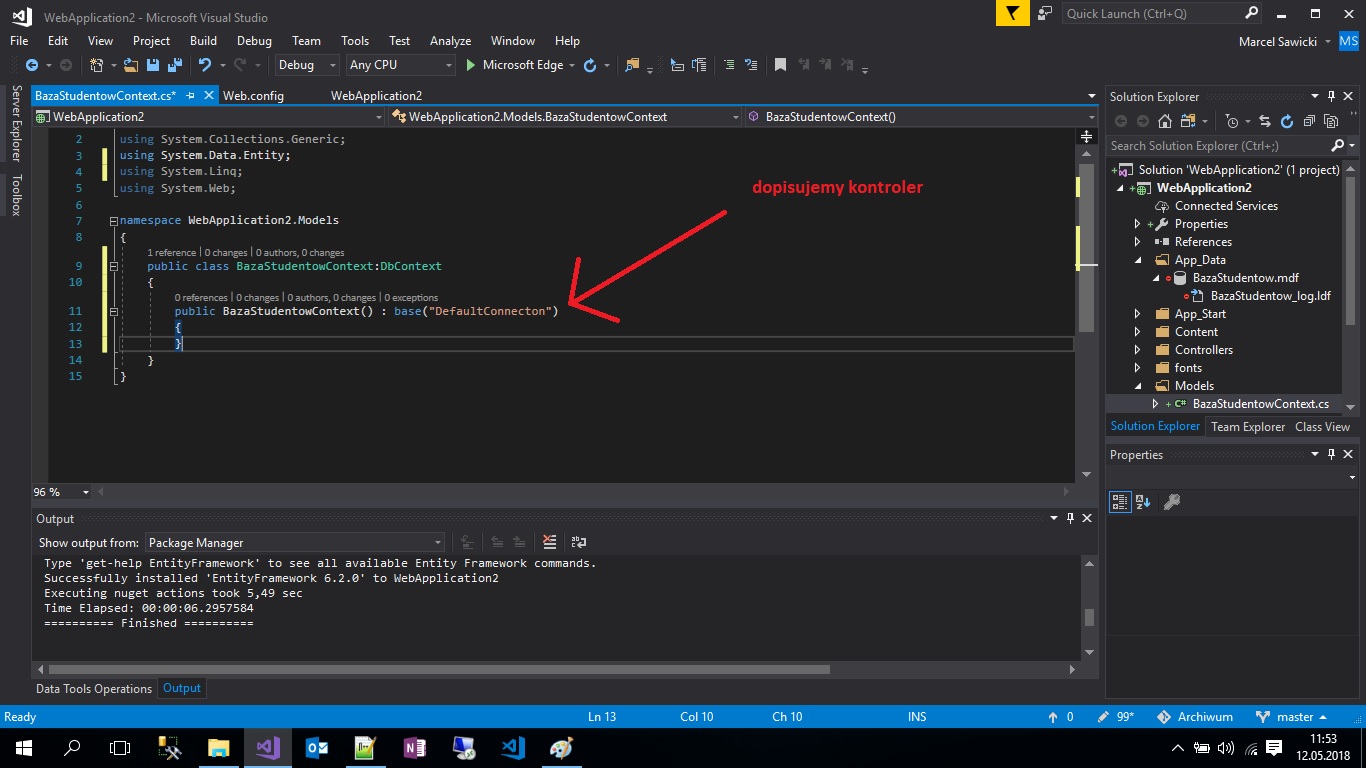 WebApplication2 - Microsoft Visual Studio
Quick Launch (Ctrl+Q)
File Edit View Project Build Debug Team Tools Test Analyze Window Help
Marcel Sawicki MS
Debug Any CPU Microsoft Edge
Server Explorer
Toolbox
BazaStudentowContext.cs* Web.config WebApplication2
WebApplication2 WebApplication2.Models.BazaStudentowContext BazaStudentowContext()
2 using System.Collections.Generic;
3 using System.Data.Entity;
4 using System.Linq;
5 using System.Web;
6
7 namespace WebApplication2.Models
8 {
1 reference | 0 changes | 0 authors, 0 changes
9 public class BazaStudentowContext:DbContext
10 {
0 references | 0 changes | 0 authors, 0 changes | 0 exceptions
11 public BazaStudentowContext() : base("DefaultConnecton")
12 {
13 }
14 }
15 }
dopisujemy kontroler
96 %
Output
Show output from: Package Manager
Type 'get-help EntityFramework' to see all available Entity Framework commands.
Successfully installed 'EntityFramework 6.2.0' to WebApplication2
Executing nuget actions took 5,49 sec
Time Elapsed: 00:00:06.2957584
========== Finished ==========
Data Tools Operations Output
Solution Explorer
Search Solution Explorer (Ctrl+;)
Solution 'WebApplication2' (1 project)
WebApplication2
Connected Services
Properties
References
App_Data
BazaStudentow.mdf
BazaStudentow_log.ldf
App_Start
Content
Controllers
fonts
Models
C# BazaStudentowContext.cs
Solution Explorer Team Explorer Class View
Properties
Ready Ln 13 Col 10 Ch 10 INS 0 99* Archiwum master
11:53
12.05.2018